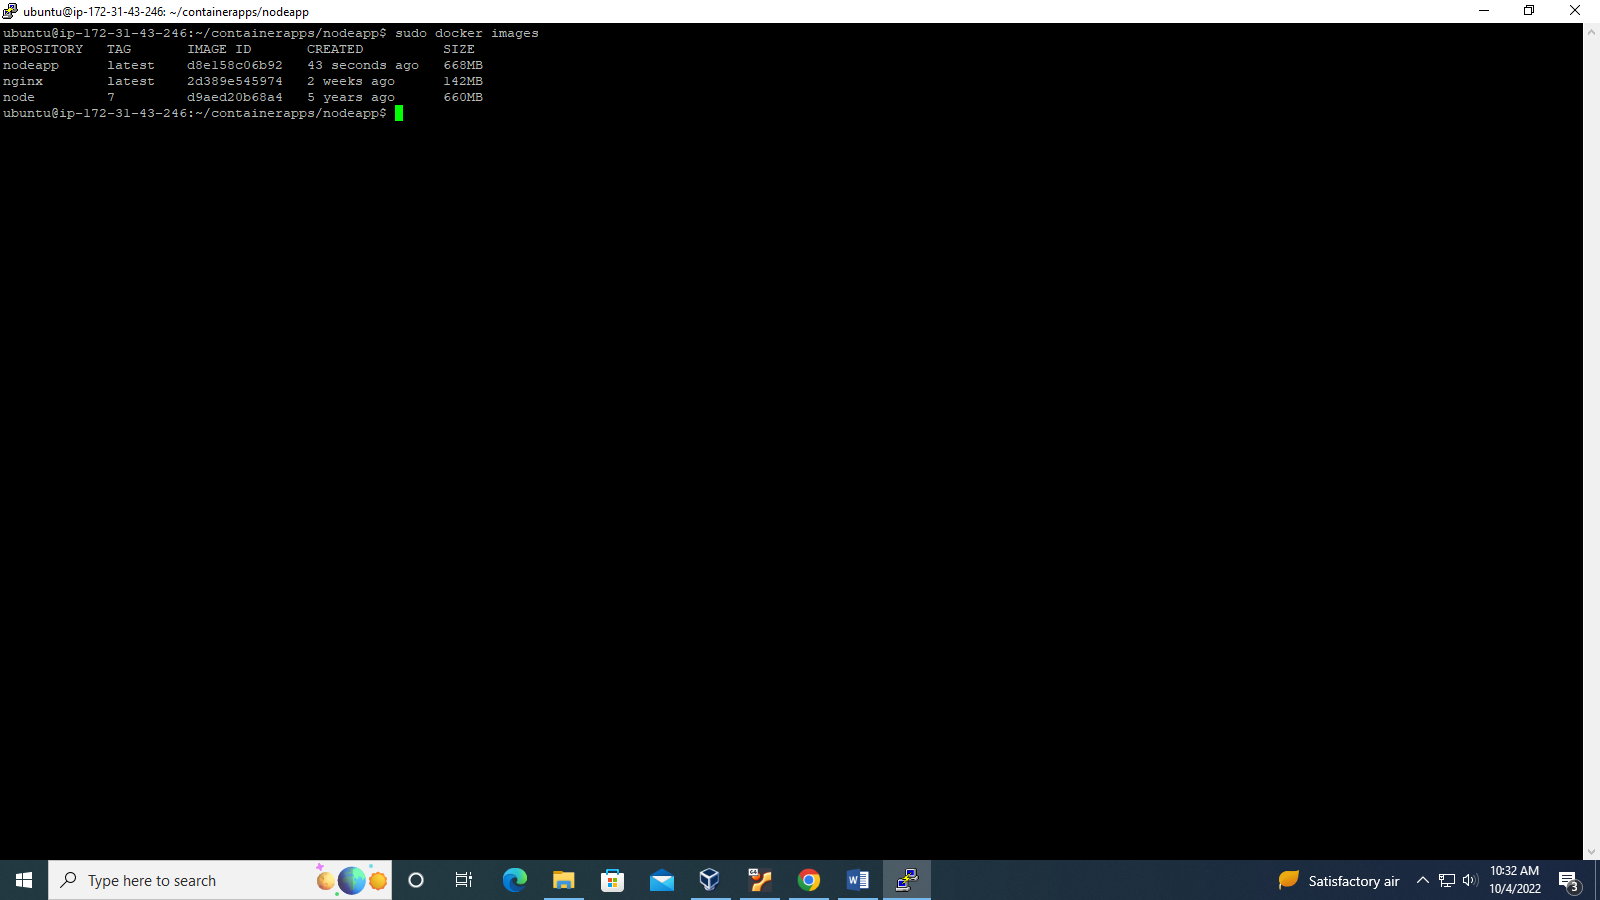 ubuntu@ip-172-31-43-246: ~/containerapps/nodeapp
ubuntu@ip-172-31-43-246:~/containerapps/nodeapp$ sudo docker images
REPOSITORY   TAG       IMAGE ID       CREATED          SIZE
nodeapp      latest    d8e158c06b92   43 seconds ago   668MB
nginx        latest    2d389e545974   2 weeks ago      142MB
node         7         d9aed20b68a4   5 years ago      660MB
ubuntu@ip-172-31-43-246:~/containerapps/nodeapp$
Type here to search
64
W
Satisfactory air
10:32 AM
10/4/2022
3